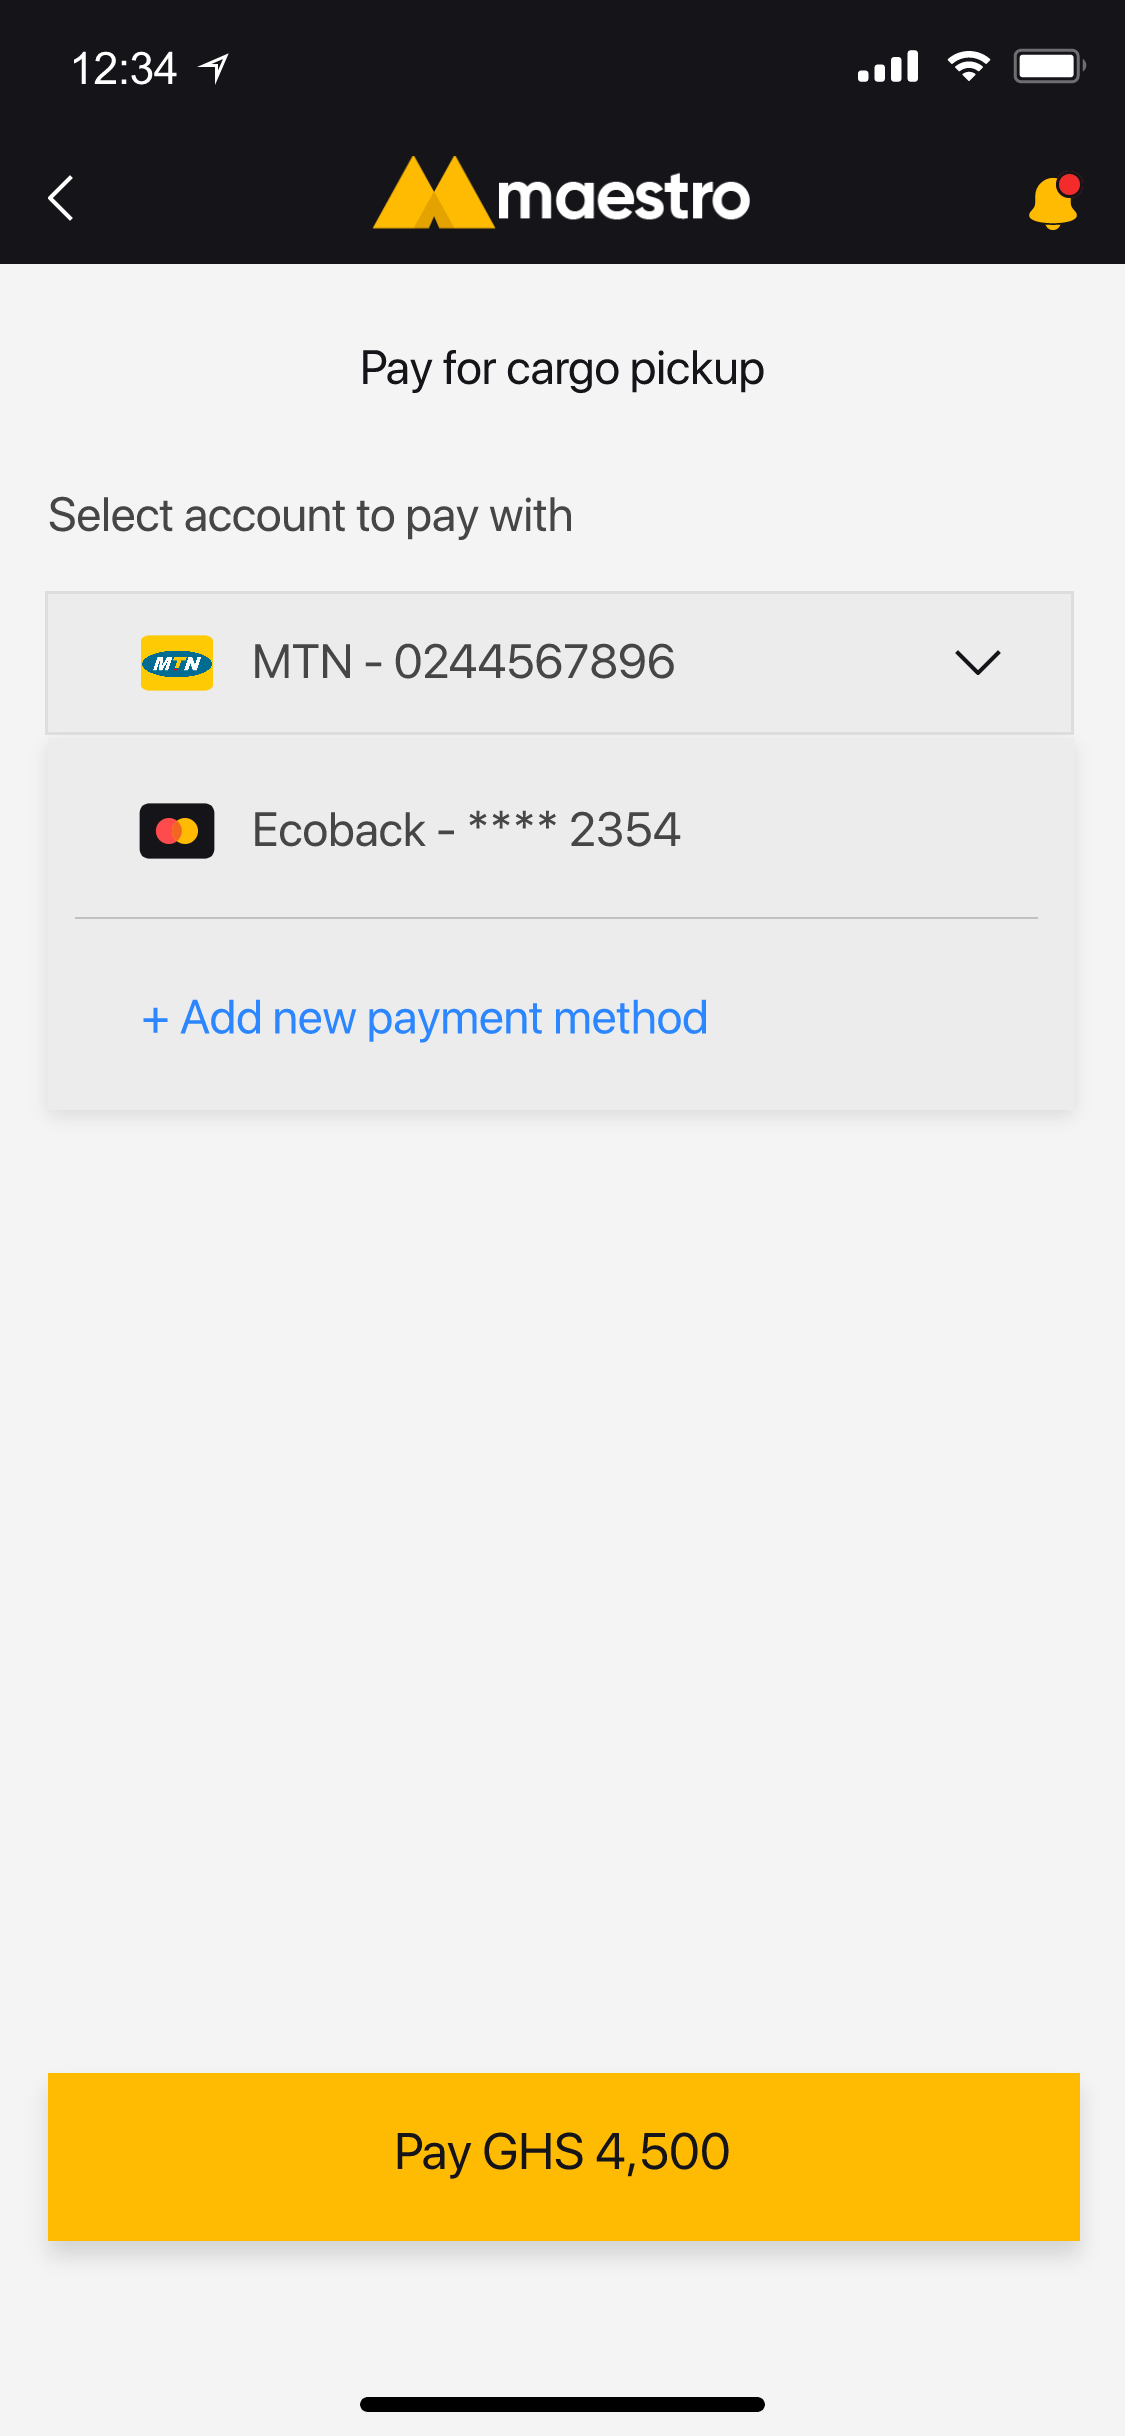 12:34
maestro
Pay for cargo pickup
Select account to pay with
MTN
MTN - 0244567896
Ecoback - **** 2354
+ Add new payment method
Pay GHS 4,500